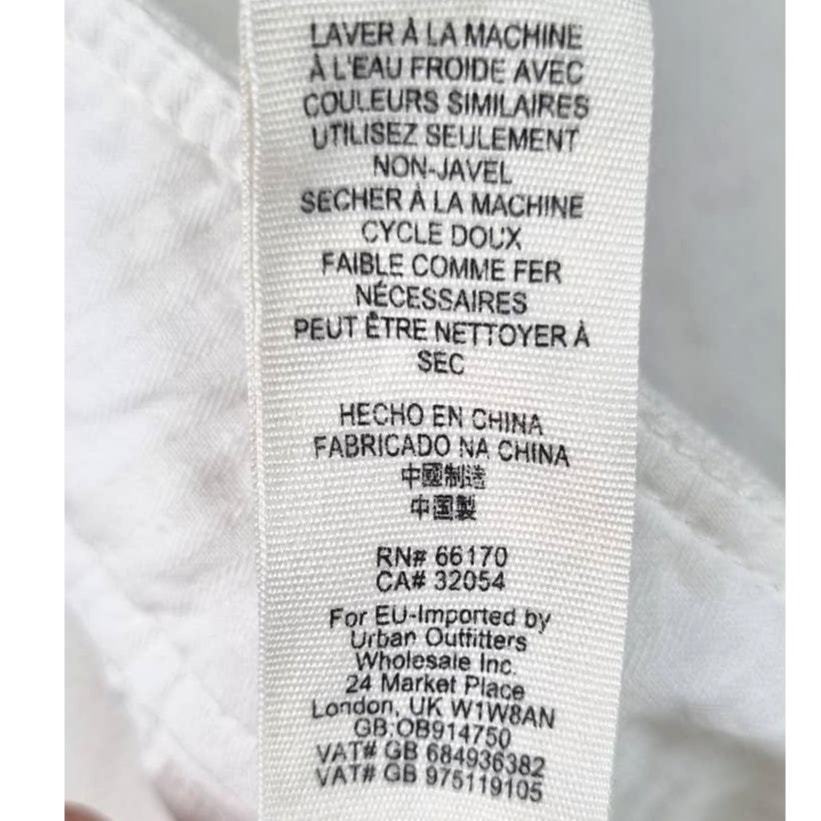 LAVER À LA MACHINE
À L'EAU FROIDE AVEC
COULEURS SIMILAIRES
UTILISEZ SEULEMENT
NON-JAVEL
SECHER À LA MACHINE
CYCLE DOUX
FAIBLE COMME FER
NÉCESSAIRES
PEUT ÊTRE NETTOYER À
SEC
HECHO EN CHINA
FABRICADO NA CHINA
中國制造
中国製
RN# 66170
CA# 32054
For EU-Imported by
Urban Outfitters
Wholesale Inc.
24 Market Place
London, UK W1W8AN
GB:OB914750
VAT# GB 684936382
VAT# GB 975119105